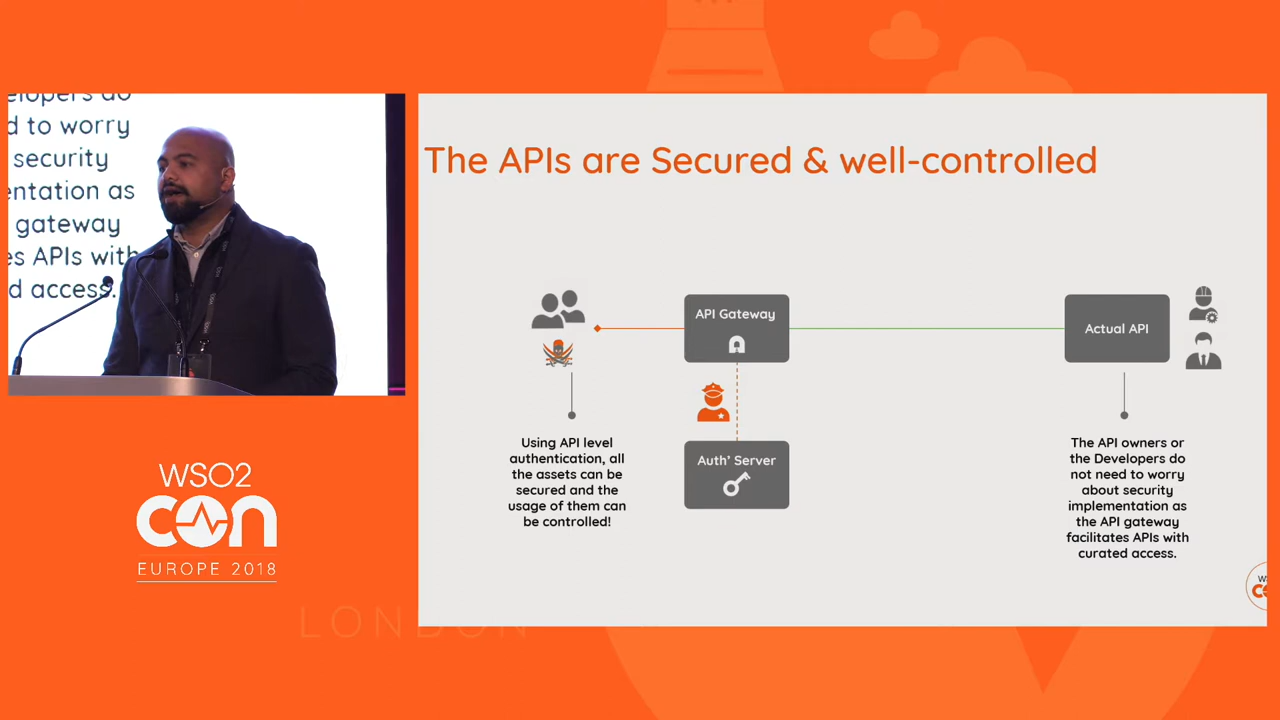 elopers do
d to worry
security
entation as
gateway
es APIs with
d access.
WSO2
con
EUROPE 2018
LONDON
The APIs are Secured & well-controlled
API Gateway
Actual API
Auth' Server
Using API level
authentication, all
the assets can be
secured and the
usage of them can
be controlled!
The API owners or
the Developers do
not need to worry
about security
implementation as
the API gateway
facilitates APIs with
curated access.